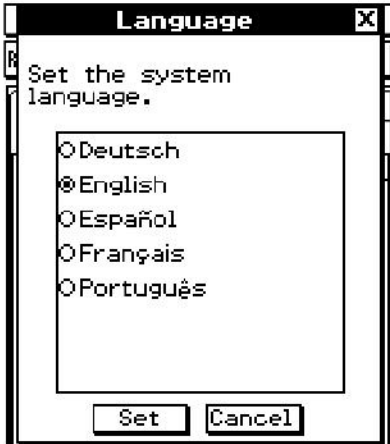 Language
Set the system
language.
Deutsch
English
Español
Français
Português
Set
Cancel